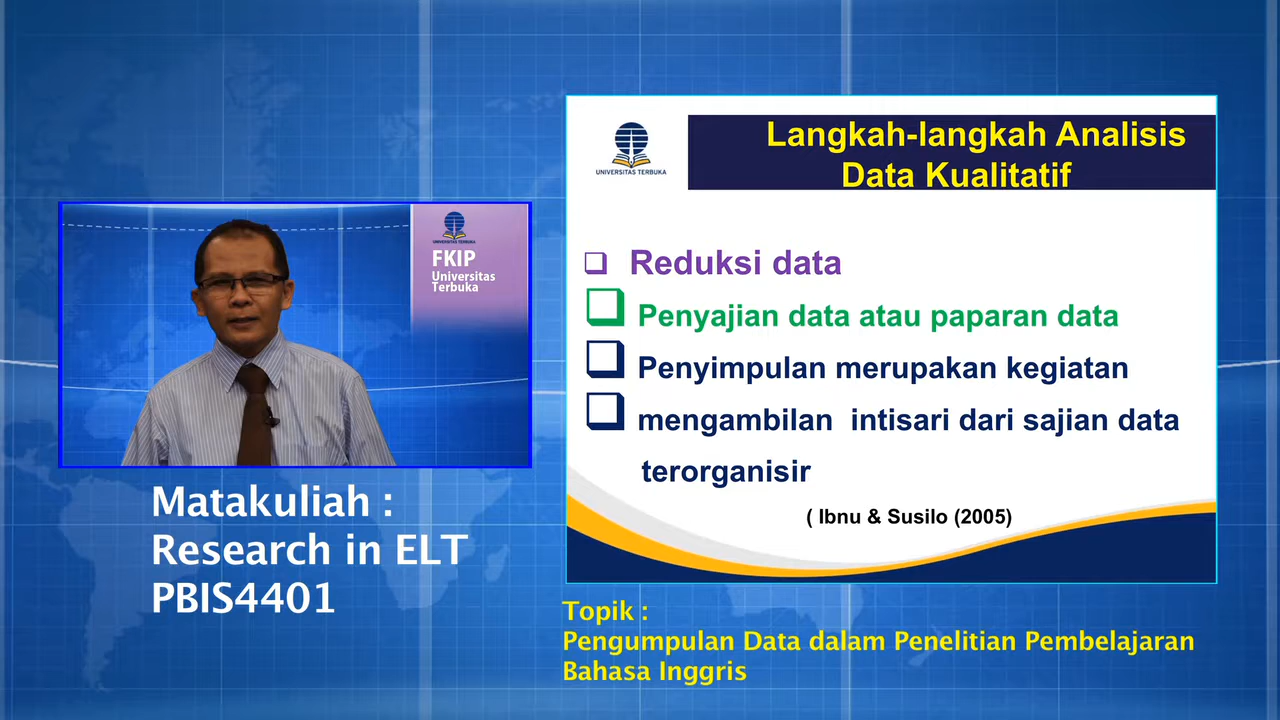 UNIVERSITAS TERBUKA
FKIP
Universitas
Terbuka
Matakuliah :
Research in ELT
PBIS4401
UNIVERSITAS TERBUKA
Langkah-langkah Analisis
Data Kualitatif
Reduksi data
Penyajian data atau paparan data
Penyimpulan merupakan kegiatan
mengambilan intisari dari sajian data
terorganisir
( Ibnu & Susilo (2005)
Topik :
Pengumpulan Data dalam Penelitian Pembelajaran
Bahasa Inggris